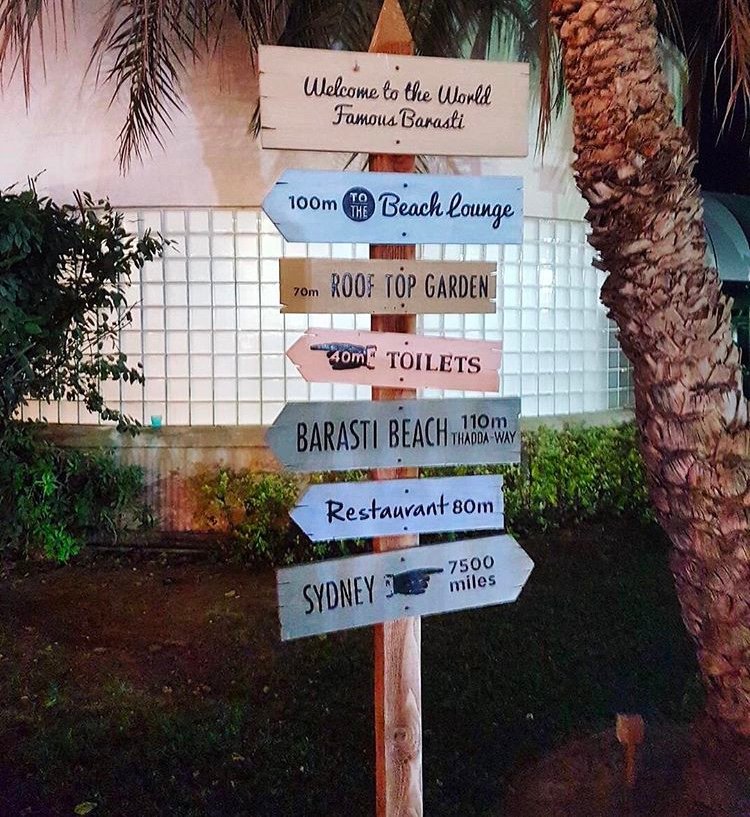 Welcome to the World
Famous Barasti
100m TO THE Beach Lounge
70m ROOF TOP GARDEN
40m TOILETS
BARASTI BEACH 110m
THADDA-WAY
Restaurant 80m
SYDNEY 7500
miles